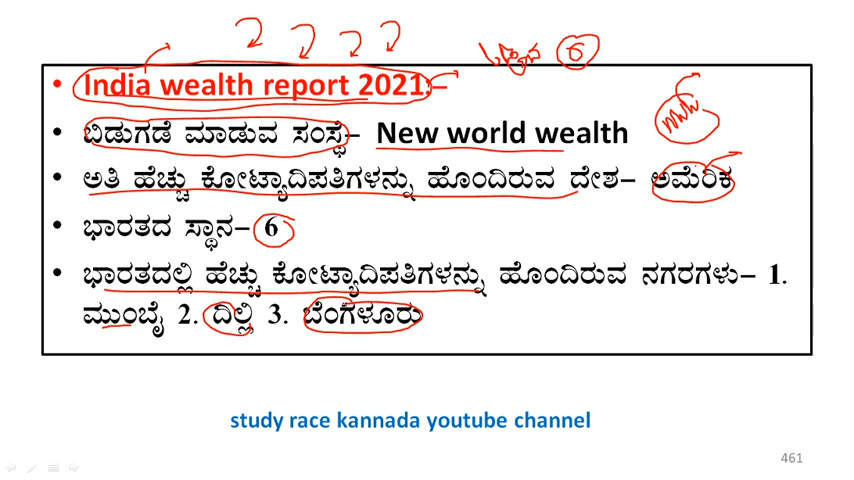 6
• India wealth report 2021:–
• ಬಿಡುಗಡೆ ಮಾಡುವ ಸಂಸ್ಥೆ– New world wealth
• ಅತಿ ಹೆಚ್ಚು ಕೋಟ್ಯಾದಿಪತಿಗಳನ್ನು ಹೊಂದಿರುವ ದೇಶ– ಅಮೆರಿಕ
• ಭಾರತದ ಸ್ಥಾನ– 6
• ಭಾರತದಲ್ಲಿ ಹೆಚ್ಚು ಕೋಟ್ಯಾದಿಪತಿಗಳನ್ನು ಹೊಂದಿರುವ ನಗರಗಳು– 1.
ಮುಂಬೈ 2. ದಿಲ್ಲಿ 3. ಬೆಂಗಳೂರು
study race kannada youtube channel
461